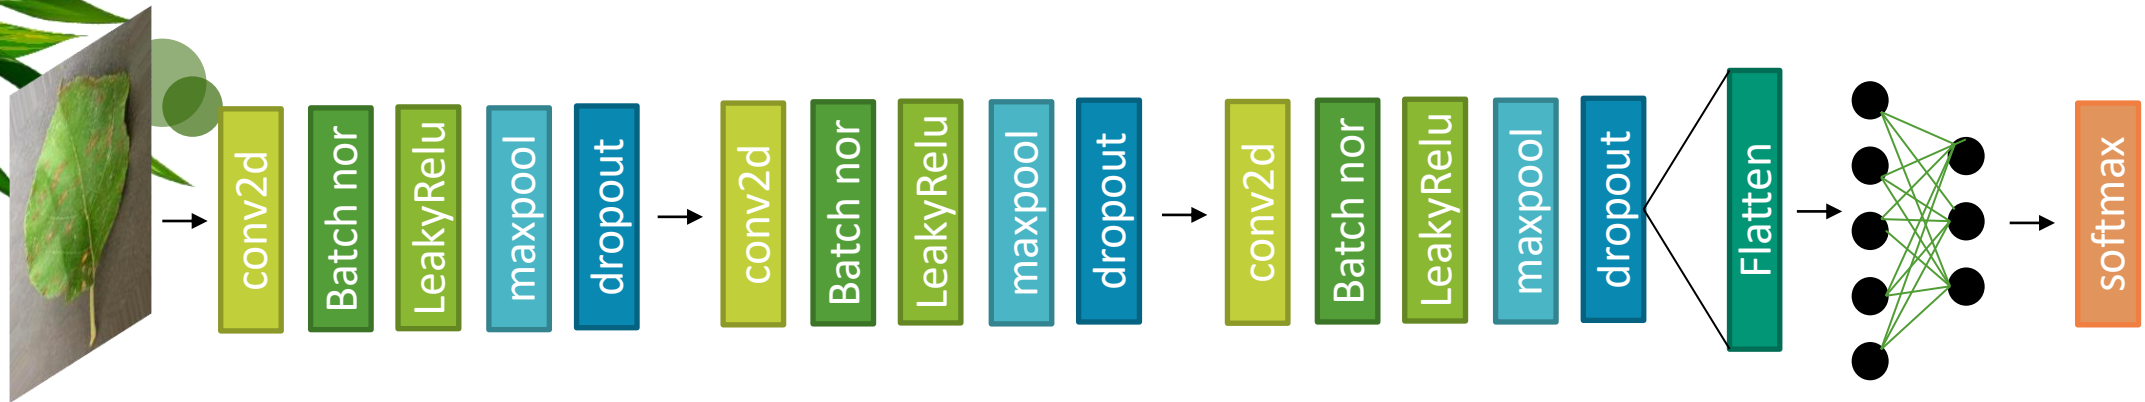 conv2d
Batch nor
LeakyRelu
maxpool
dropout
conv2d
Batch nor
LeakyRelu
maxpool
dropout
conv2d
Batch nor
LeakyRelu
maxpool
dropout
Flatten
softmax